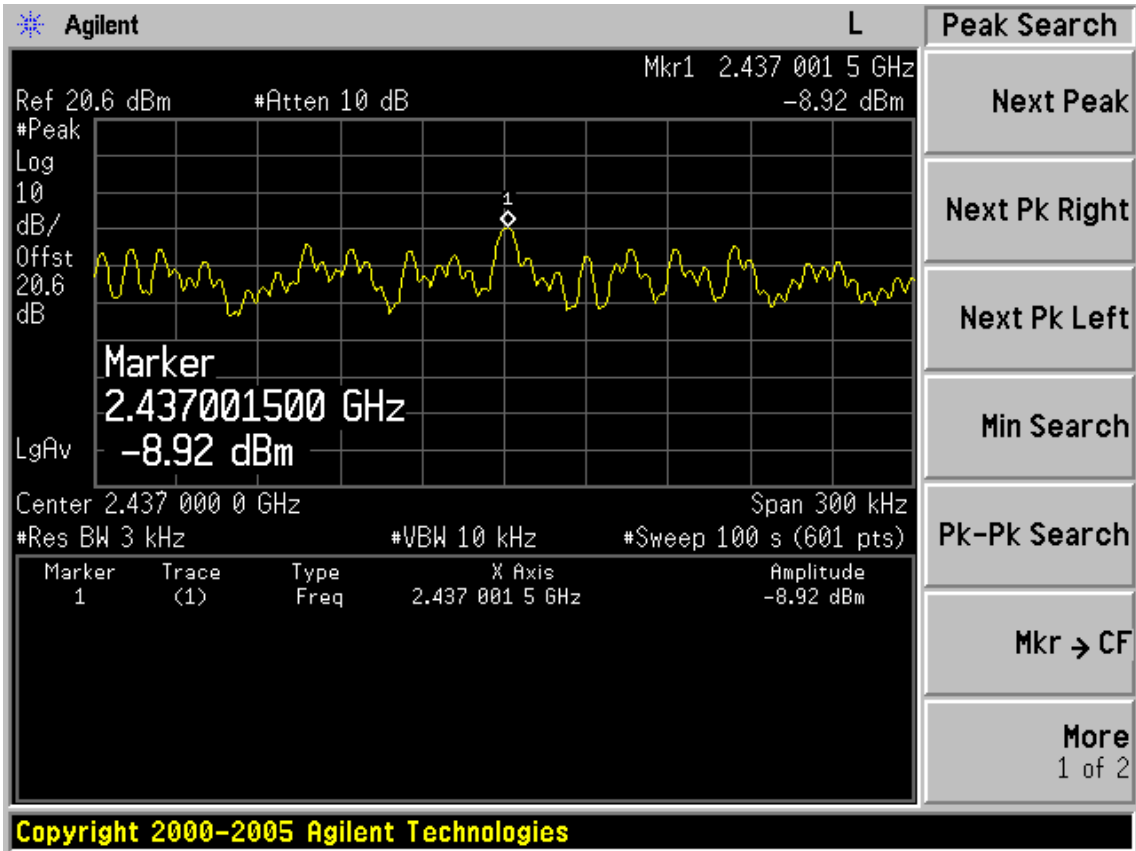 Agilent L Peak Search
Mkr1 2.437 001 5 GHz
Ref 20.6 dBm #Atten 10 dB -8.92 dBm
#Peak
Log
10
dB/
Offst
20.6
dB
LgAv
1
Marker
2.437001500 GHz
-8.92 dBm
Center 2.437 000 0 GHz Span 300 kHz
#Res BW 3 kHz #VBW 10 kHz #Sweep 100 s (601 pts)
Marker Trace Type X Axis Amplitude
1 (1) Freq 2.437 001 5 GHz -8.92 dBm
Next Peak
Next Pk Right
Next Pk Left
Min Search
Pk-Pk Search
Mkr → CF
More
1 of 2
Copyright 2000-2005 Agilent Technologies